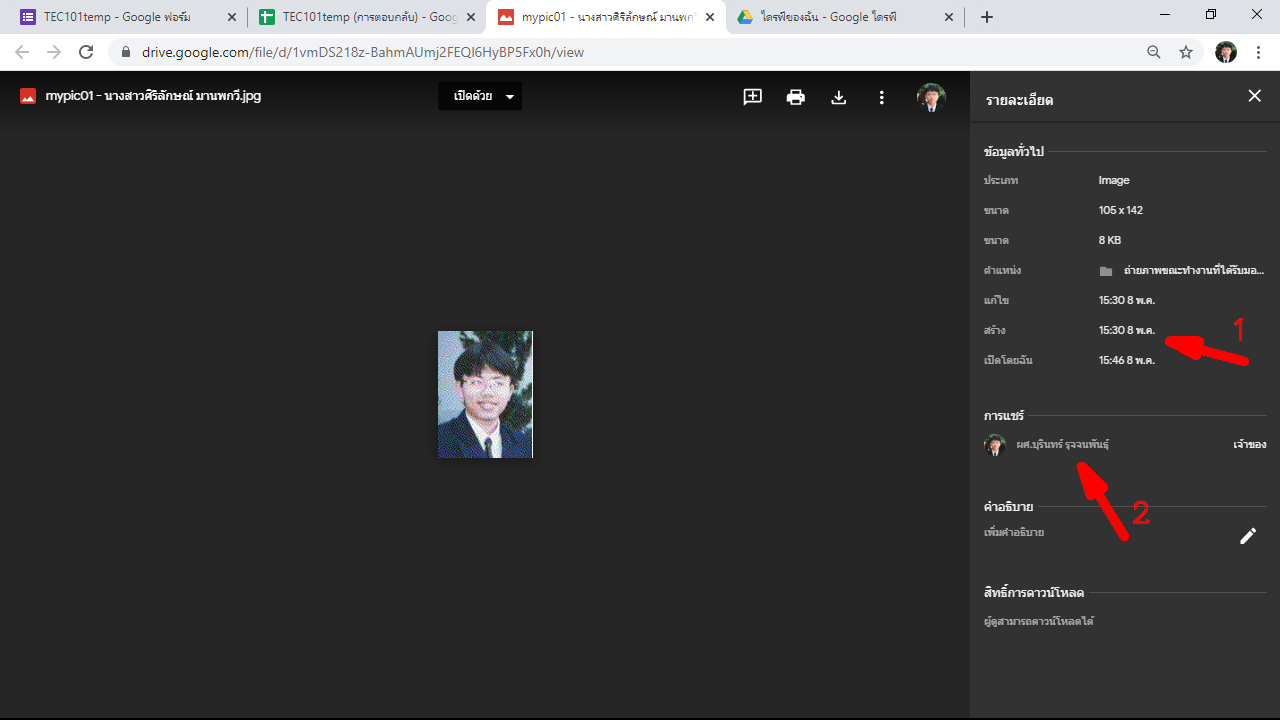 TEC101temp - Google ฟอร์ม
TEC101temp (การตอบกลับ) - Goog
mypic01 - นางสาวศิริลักษณ์ มานพกวี
ไดรฟ์ของฉัน - Google ไดรฟ์
drive.google.com/file/d/1vmDS218z-BahmAUmj2FEQI6HyBP5Fx0h/view
mypic01 - นางสาวศิริลักษณ์ มานพกวี.jpg
เปิดด้วย
รายละเอียด
ข้อมูลทั่วไป
ประเภท Image
ขนาด 105 x 142
ขนาด 8 KB
ตำแหน่ง ถ่ายภาพขณะทำงานที่ได้รับมอ...
แก้ไข 15:30 8 พ.ค.
สร้าง 15:30 8 พ.ค. 1
เปิดโดยฉัน 15:46 8 พ.ค.
การแชร์
ผศ.บุรินทร์ รุจจนพันธุ์ เจ้าของ
คำอธิบาย 2
เพิ่มคำอธิบาย
สิทธิ์การดาวน์โหลด
ผู้ดูสามารถดาวน์โหลดได้